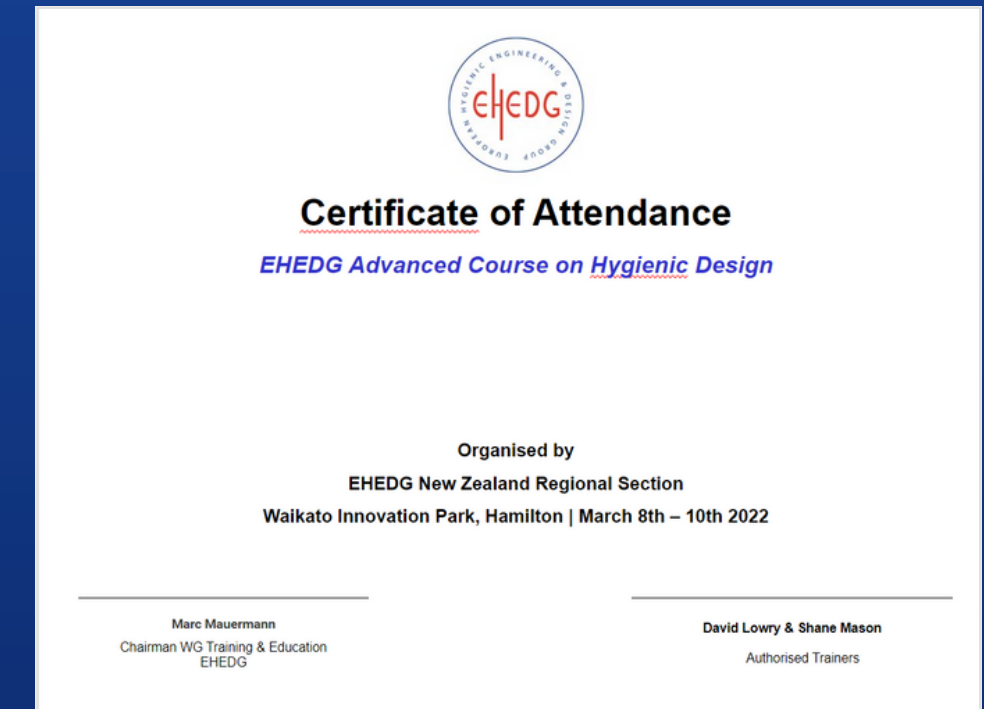 EUROPEAN HYGIENIC ENGINEERING & DESIGN GROUP
EHEDG
Certificate of Attendance
EHEDG Advanced Course on Hygienic Design
Organised by
EHEDG New Zealand Regional Section
Waikato Innovation Park, Hamilton | March 8th – 10th 2022
Marc Mauermann
Chairman WG Training & Education
EHEDG
David Lowry & Shane Mason
Authorised Trainers